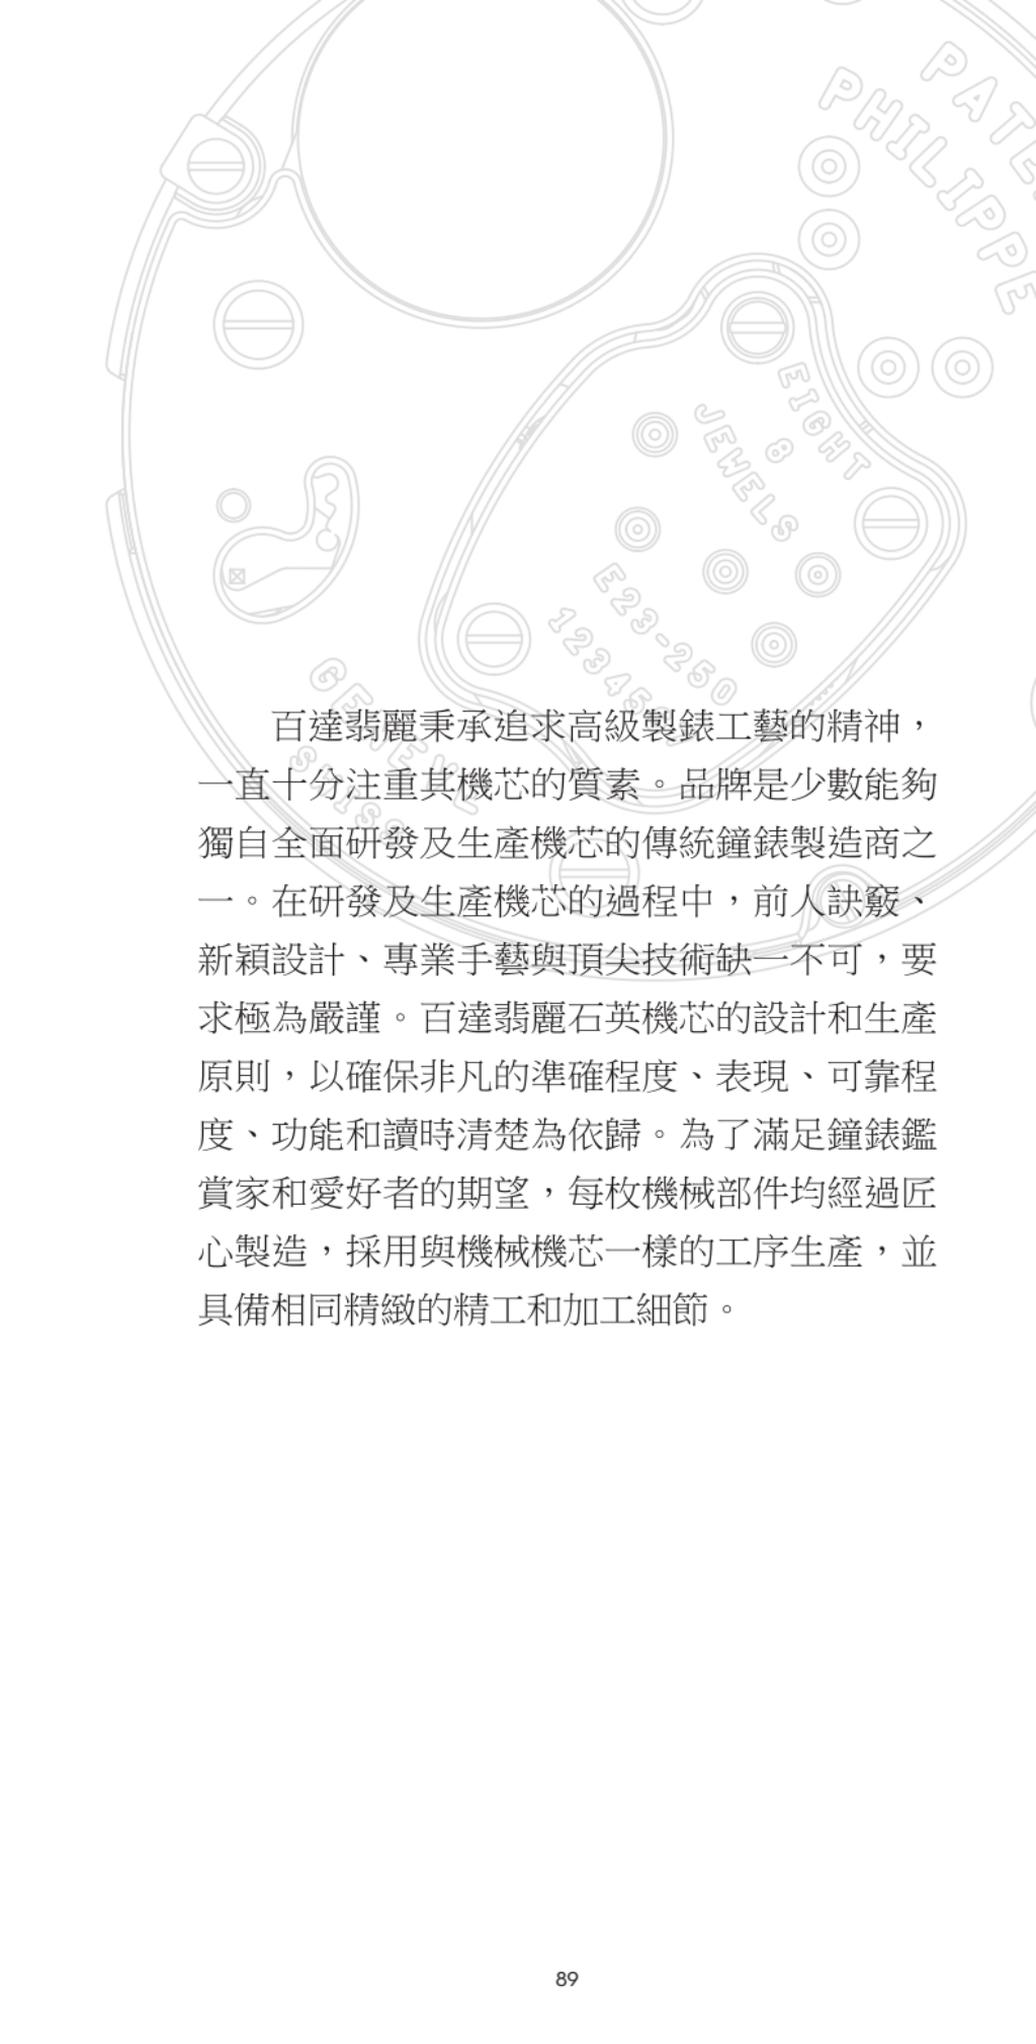 PATE
PHILIPPE
EIGHT
8
JEWELS
E23-250
百達翡麗秉承追求高級製錶工藝的精神，
一直十分注重其機芯的質素。品牌是少數能夠
獨自全面研發及生產機芯的傳統鐘錶製造商之
一。在研發及生產機芯的過程中，前人訣竅、
新穎設計、專業手藝與頂尖技術缺一不可，要
求極為嚴謹。百達翡麗石英機芯的設計和生產
原則，以確保非凡的準確程度、表現、可靠程
度、功能和讀時清楚為依歸。為了滿足鐘錶鑑
賞家和愛好者的期望，每枚機械部件均經過匠
心製造，採用與機械機芯一樣的工序生產，並
具備相同精緻的精工和加工細節。
89